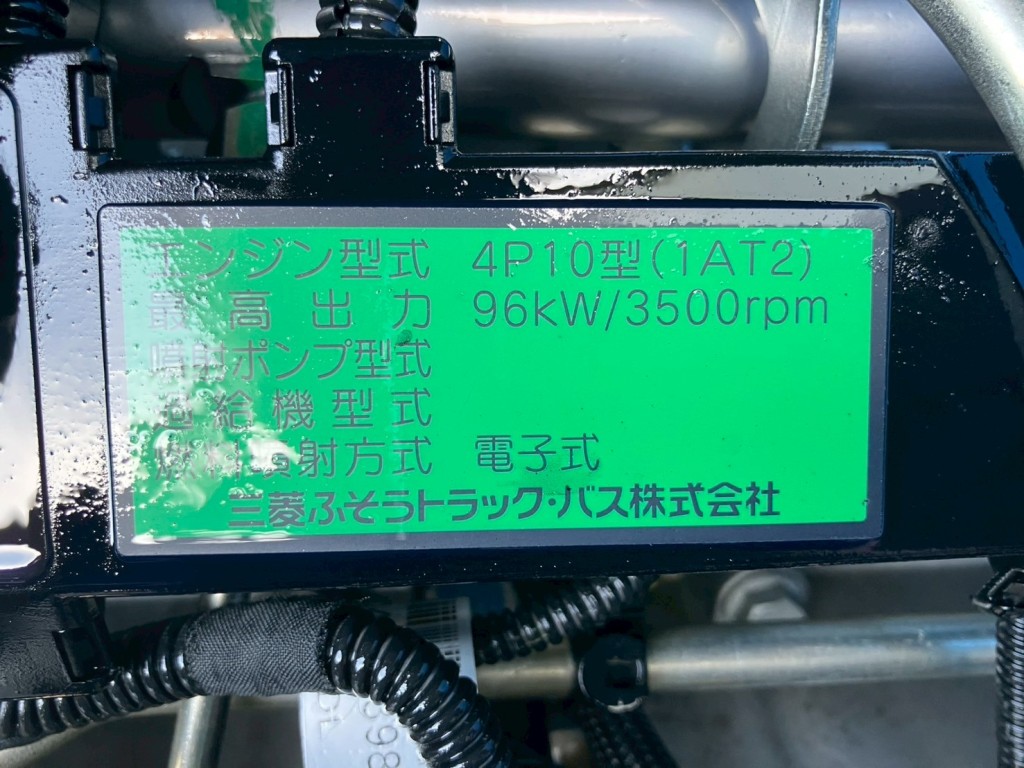 エンジン型式 4P10型(1AT2)
最高出力 96kW/3500rpm
噴射ポンプ型式
過給機型式
燃料噴射方式 電子式
三菱ふそうトラック・バス株式会社
398